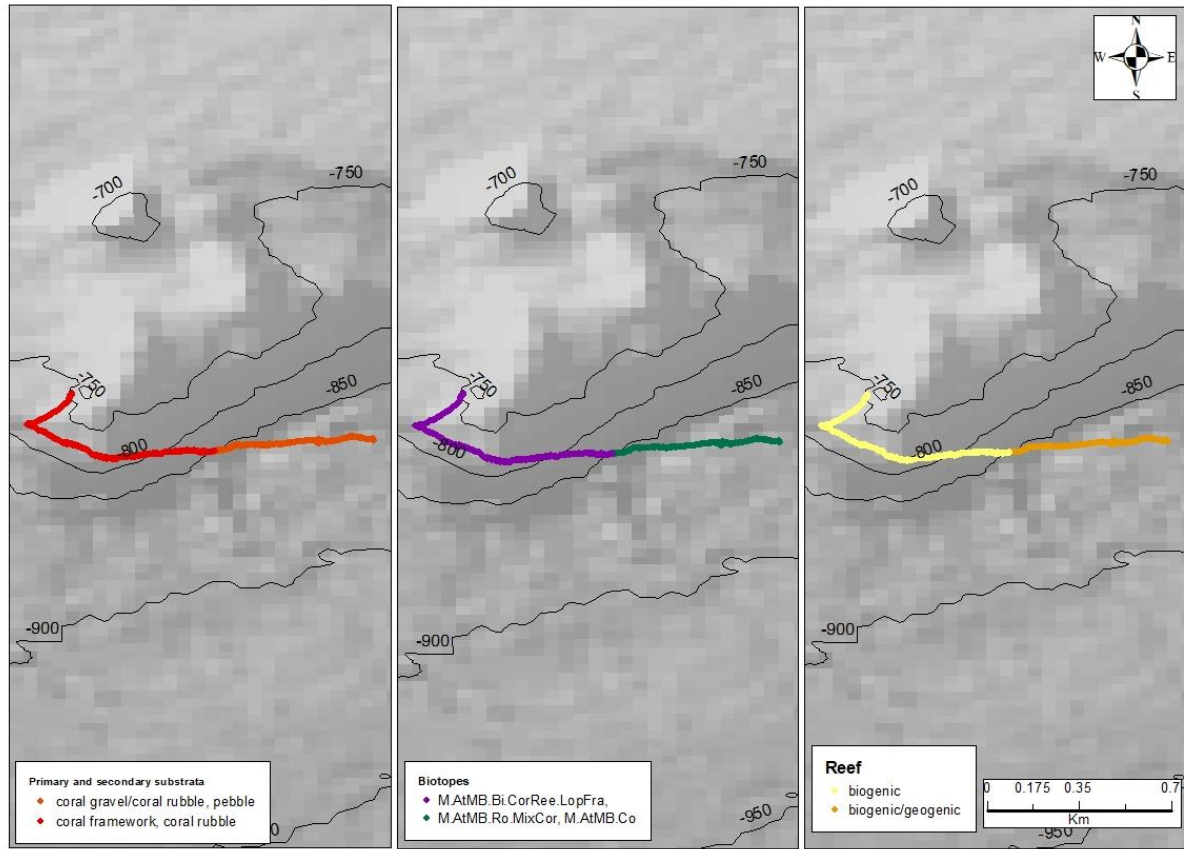 N
W E
S
-750
-700
-750
-800
-850
-900
Primary and secondary substrata
coral gravel/coral rubble, pebble
coral framework, coral rubble
-750
-700
-750
-800
-850
-900
-950
Biotopes
M.AtMB.Bi.CorRee.LopFra,
M.AtMB.Ro.MixCor, M.AtMB.Co
-750
-700
-750
-800
-850
-900
-950
Reef
biogenic
biogenic/geogenic
0 0.175 0.35 0.7
Km